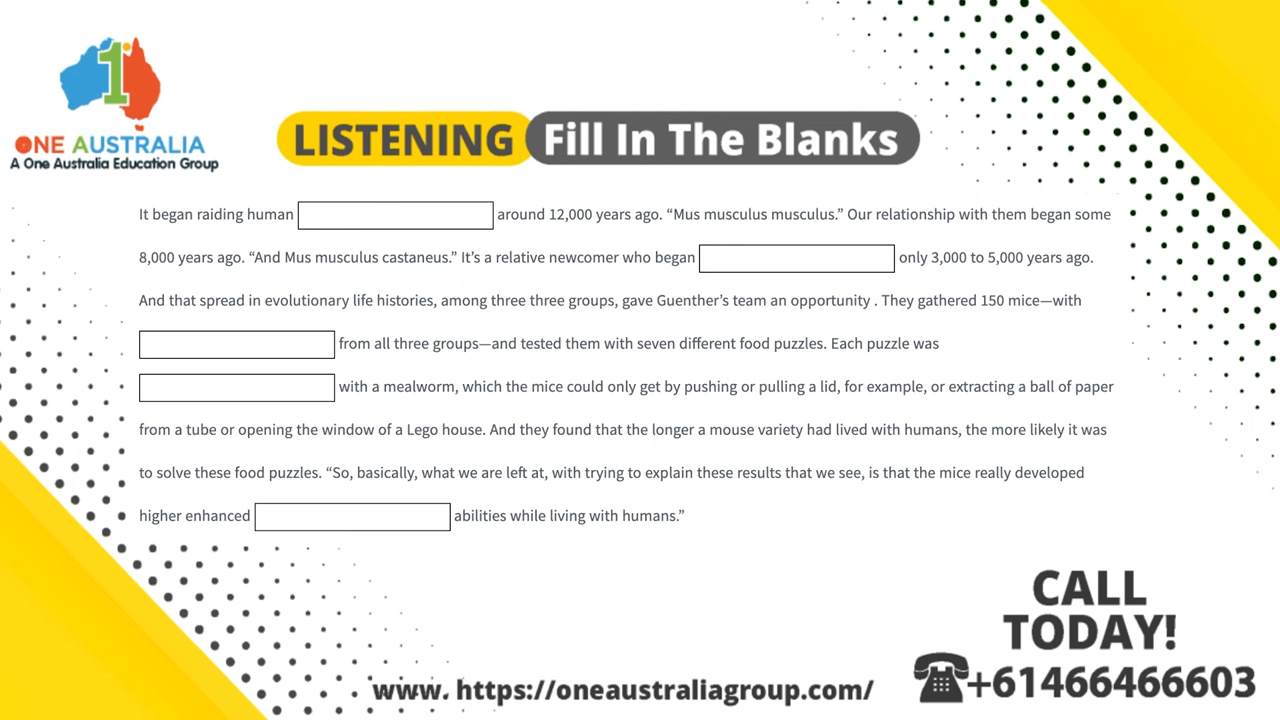 1
ONE AUSTRALIA
A One Australia Education Group
LISTENING Fill In The Blanks
It began raiding human around 12,000 years ago. “Mus musculus musculus.” Our relationship with them began some
8,000 years ago. “And Mus musculus castaneus.” It’s a relative newcomer who began only 3,000 to 5,000 years ago.
And that spread in evolutionary life histories, among three three groups, gave Guenther’s team an opportunity . They gathered 150 mice—with
from all three groups—and tested them with seven different food puzzles. Each puzzle was
with a mealworm, which the mice could only get by pushing or pulling a lid, for example, or extracting a ball of paper
from a tube or opening the window of a Lego house. And they found that the longer a mouse variety had lived with humans, the more likely it was
to solve these food puzzles. “So, basically, what we are left at, with trying to explain these results that we see, is that the mice really developed
higher enhanced abilities while living with humans.”
CALL
TODAY!
+61466466603
www. https://oneaustraliagroup.com/